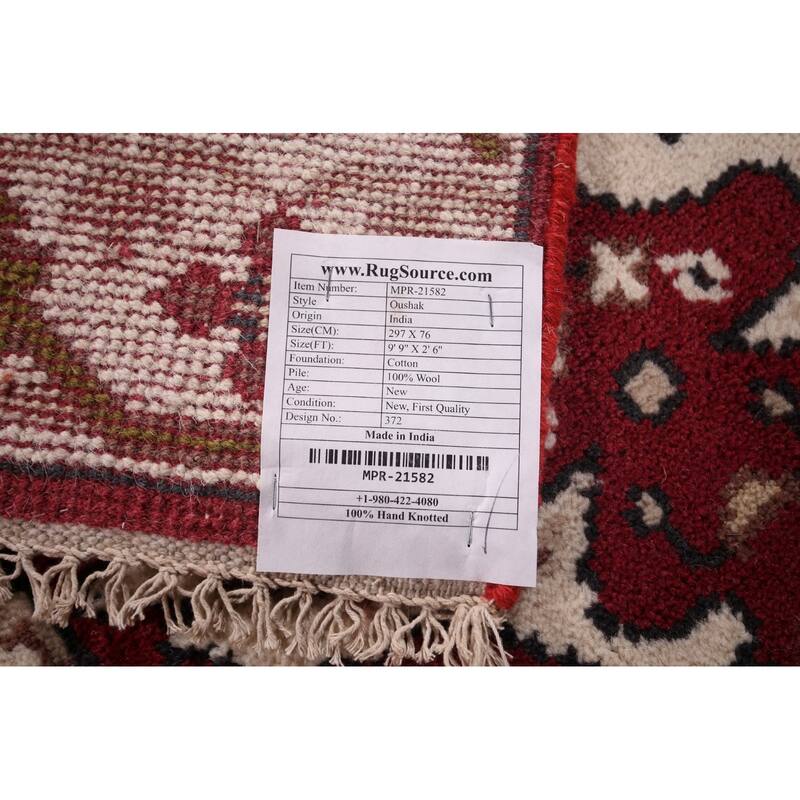 www.RugSource.com
Item Number: MPR-21582
Style Oushak
Origin India
Size(CM): 297 X 76
Size(FT): 9' 9" X 2' 6"
Foundation: Cotton
Pile: 100% Wool
Age: New
Condition: New, First Quality
Design No.: 372
Made in India
MPR-21582
+1-980-422-4080
100% Hand Knotted